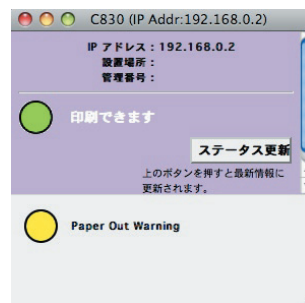 C830 (IP Addr:192.168.0.2)
IP アドレス : 192.168.0.2
設置場所 :
管理番号 :
印刷できます
ステータス更新
上のボタンを押すと最新情報に
更新されます。
Paper Out Warning